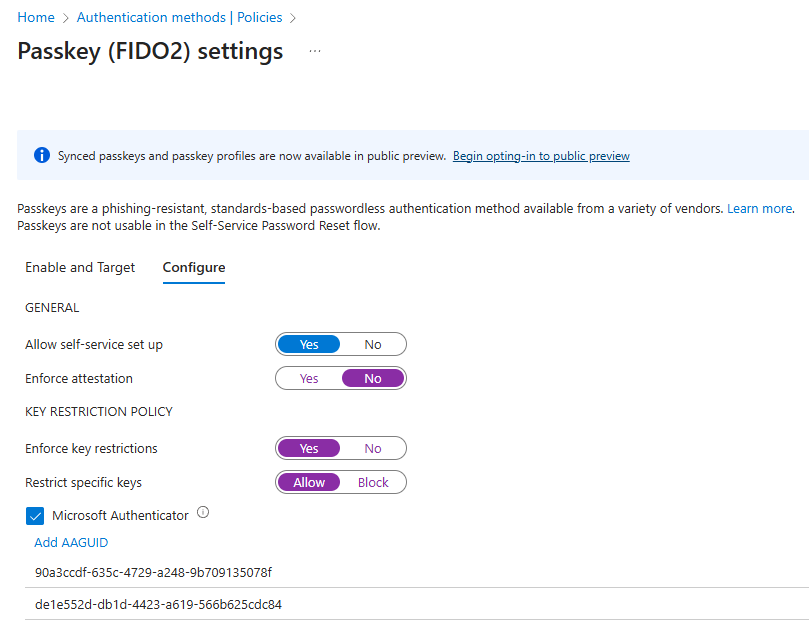 Home > Authentication methods | Policies >
Passkey (FIDO2) settings ...
Synced passkeys and passkey profiles are now available in public preview. Begin opting-in to public preview
Passkeys are a phishing-resistant, standards-based passwordless authentication method available from a variety of vendors. Learn more.
Passkeys are not usable in the Self-Service Password Reset flow.
Enable and Target Configure
GENERAL
Allow self-service set up Yes No
Enforce attestation Yes No
KEY RESTRICTION POLICY
Enforce key restrictions Yes No
Restrict specific keys Allow Block
Microsoft Authenticator
Add AAGUID
90a3ccdf-635c-4729-a248-9b709135078f
de1e552d-db1d-4423-a619-566b625cdc84